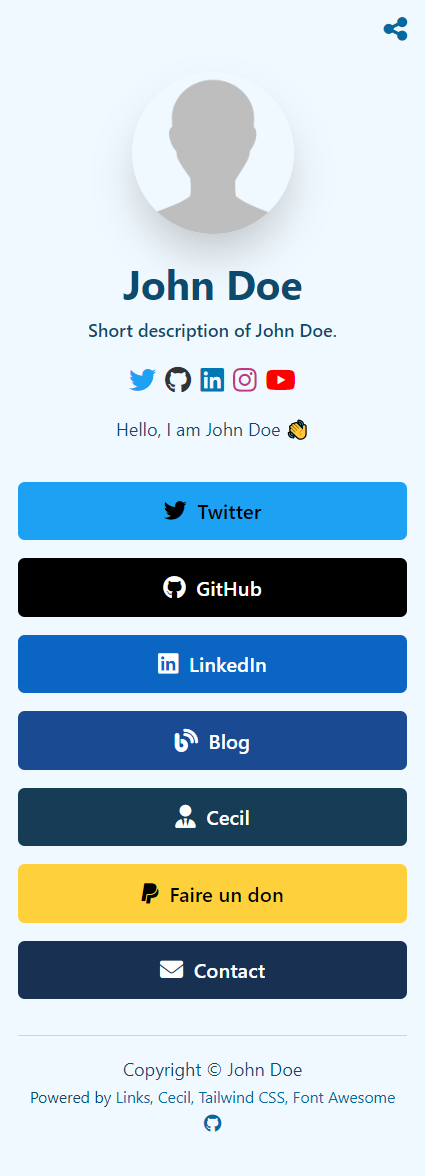 John Doe
Short description of John Doe.
Hello, I am John Doe 👋
Twitter
GitHub
LinkedIn
Blog
Cecil
Faire un don
Contact
Copyright © John Doe
Powered by Links, Cecil, Tailwind CSS, Font Awesome